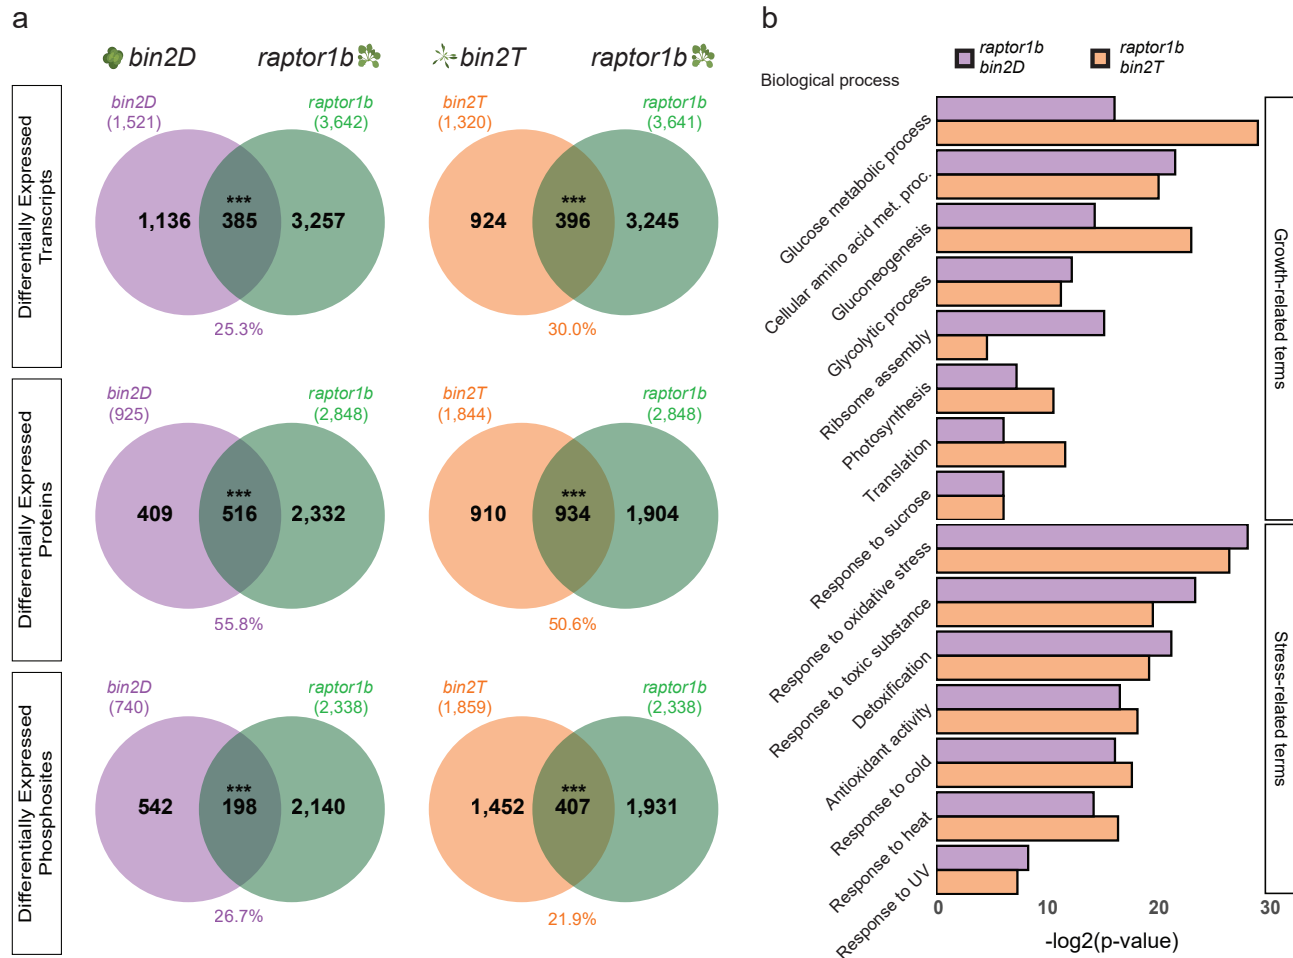 a
bin2D
raptor1b
bin2T
raptor1b
Differentially Expressed
Transcripts
bin2D
(1,521)
raptor1b
(3,642)
***
1,136
385
3,257
25.3%
bin2T
(1,320)
raptor1b
(3,641)
***
924
396
3,245
30.0%
Differentially Expressed
Proteins
bin2D
(925)
raptor1b
(2,848)
***
409
516
2,332
55.8%
bin2T
(1,844)
raptor1b
(2,848)
***
910
934
1,904
50.6%
Differentially Expressed
Phosphosites
bin2D
(740)
raptor1b
(2,338)
***
542
198
2,140
26.7%
bin2T
(1,859)
raptor1b
(2,338)
***
1,452
407
1,931
21.9%
b
raptor1b
bin2D
raptor1b
bin2T
Biological process
Glucose metabolic process
Cellular amino acid met. proc.
Gluconeogenesis
Glycolytic process
Ribsome assembly
Photosynthesis
Translation
Response to sucrose
Response to oxidative stress
Response to toxic substance
Detoxification
Antioxidant activity
Response to cold
Response to heat
Response to UV
Growth-related terms
Stress-related terms
0
10
20
30
-log2(p-value)